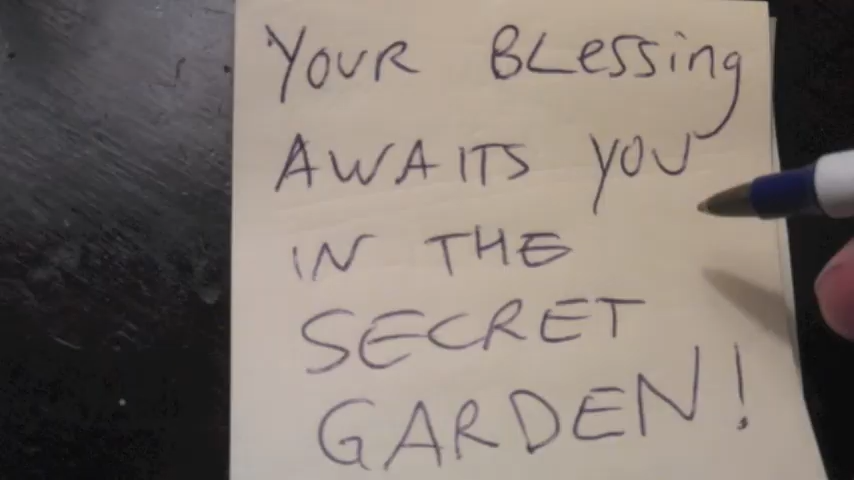 YOUR BLessing
AWAITS YOU
IN THE
SECRET
GARDEN!